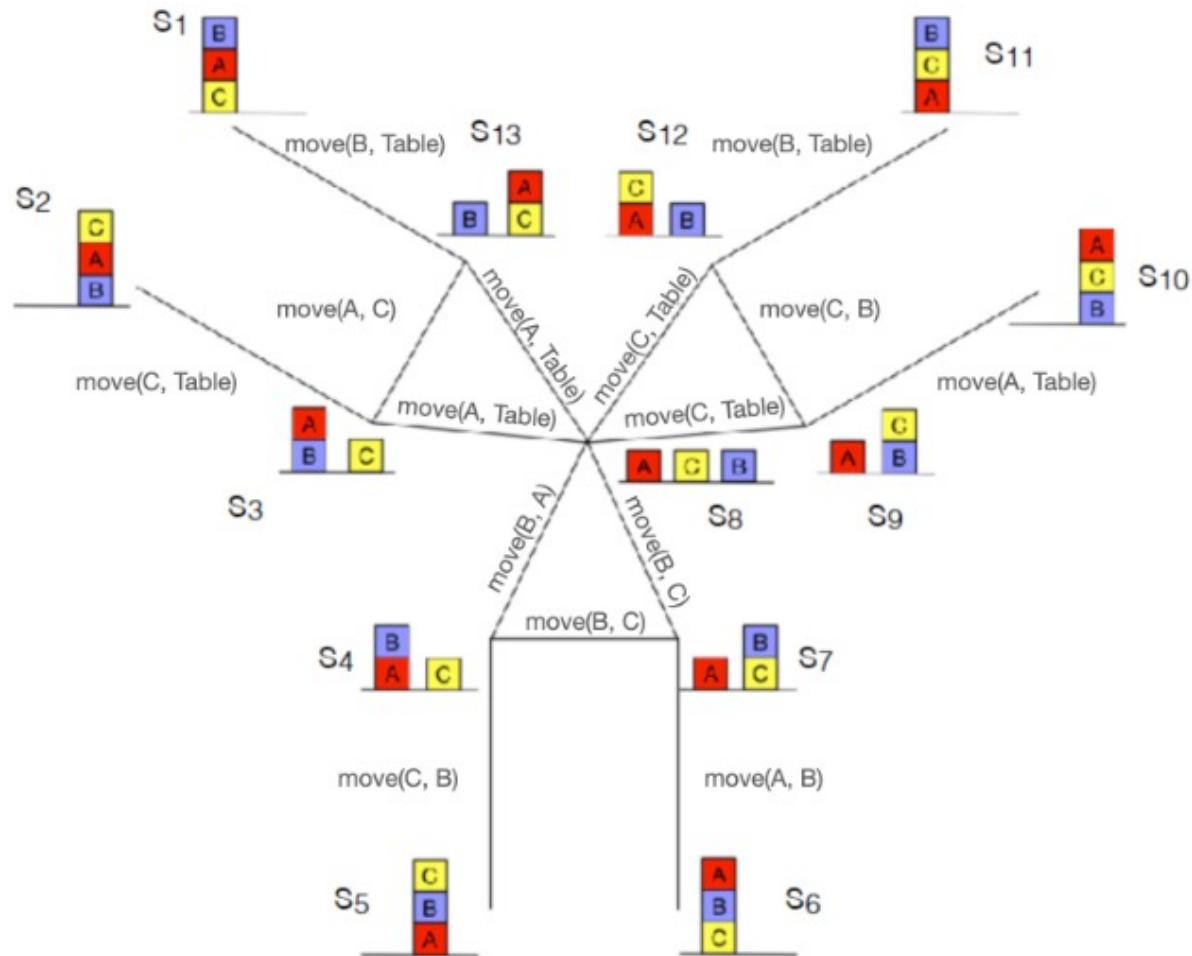 S1
B
A
C
S11
B
C
A
move(B, Table)
S13
B
A
C
S12
C
A
B
move(B, Table)
S2
C
A
B
S10
A
C
B
move(A, C)
move(A, Table)
move(C, Table)
move(C, B)
move(C, Table)
move(A, Table)
move(C, Table)
move(A, Table)
S3
A
B
C
A
C
B
S8
A
C
B
S9
move(B, A)
move(B, C)
move(B, C)
S4
B
A
C
A
B
C
S7
move(C, B)
move(A, B)
S5
C
B
A
A
B
C
S6